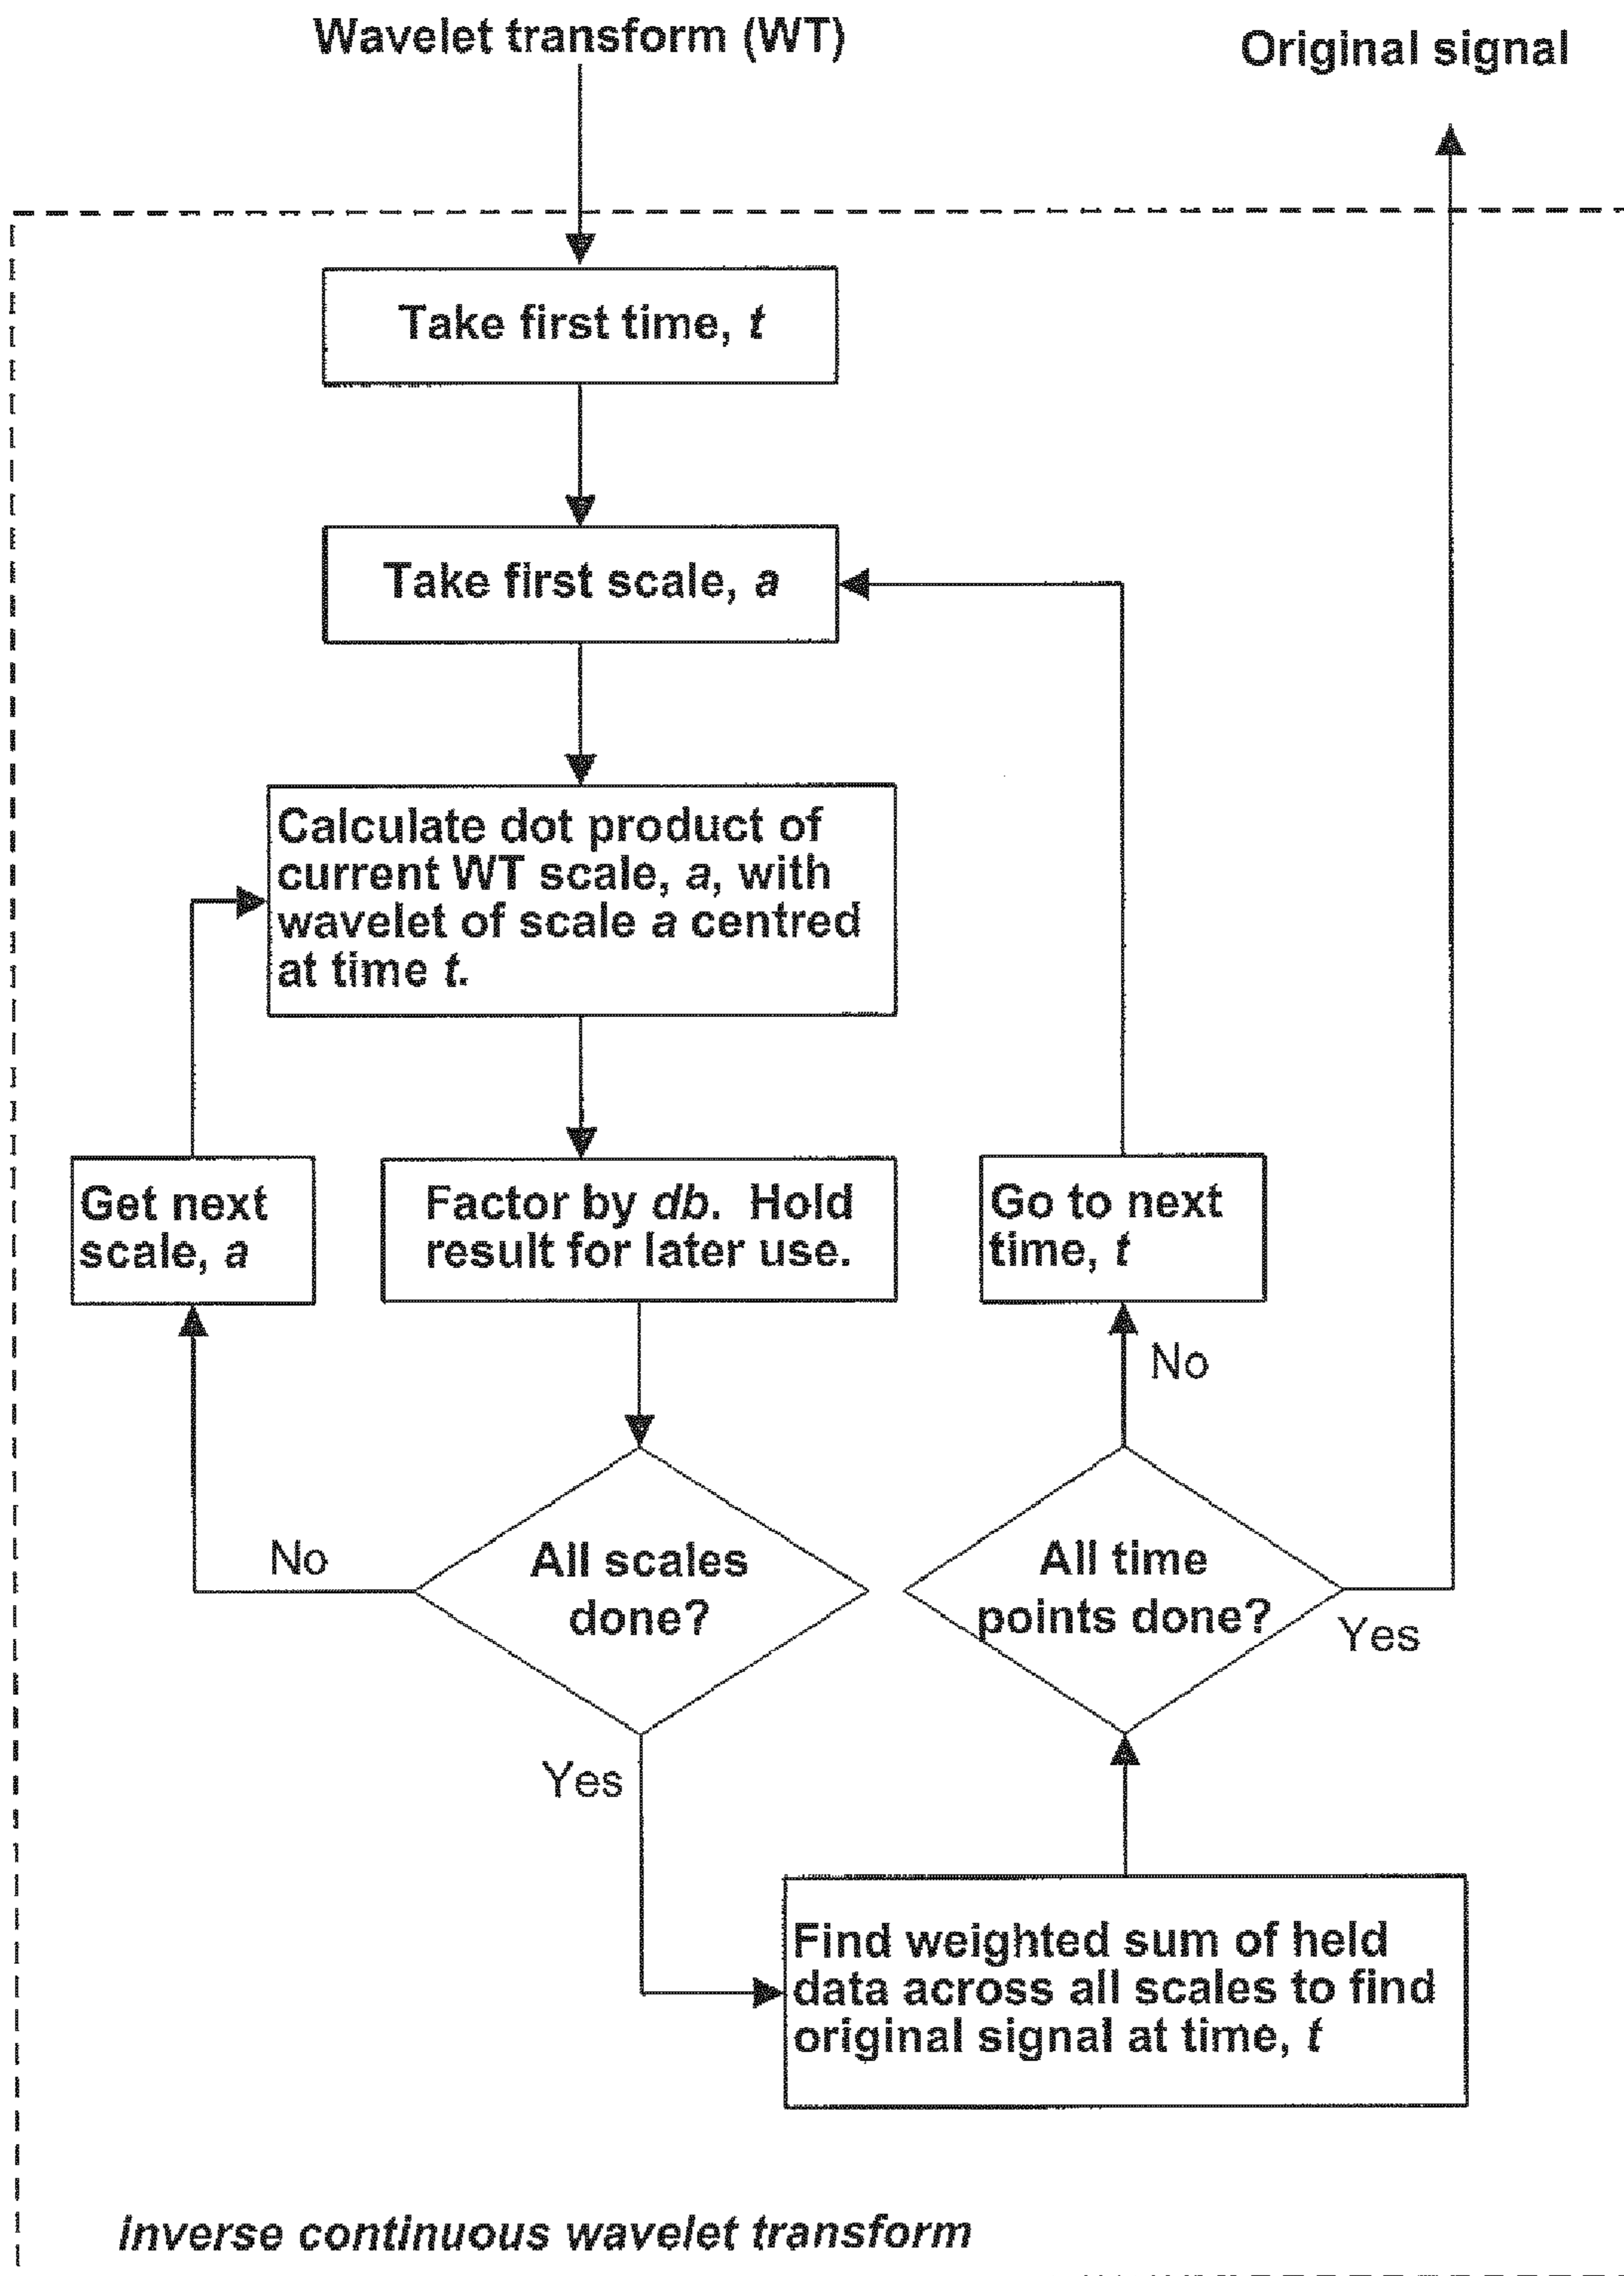 Wavelet transform (WT)
Original signal
Take first time, t
Take first scale, a
Calculate dot product of
current WT scale, a, with
wavelet of scale a centred
at time t.
Get next
scale, a
Factor by db. Hold
result for later use.
Go to next
time, t
No
No
All scales
done?
All time
points done?
Yes
Yes
Find weighted sum of held
data across all scales to find
original signal at time, t
Inverse continuous wavelet transform